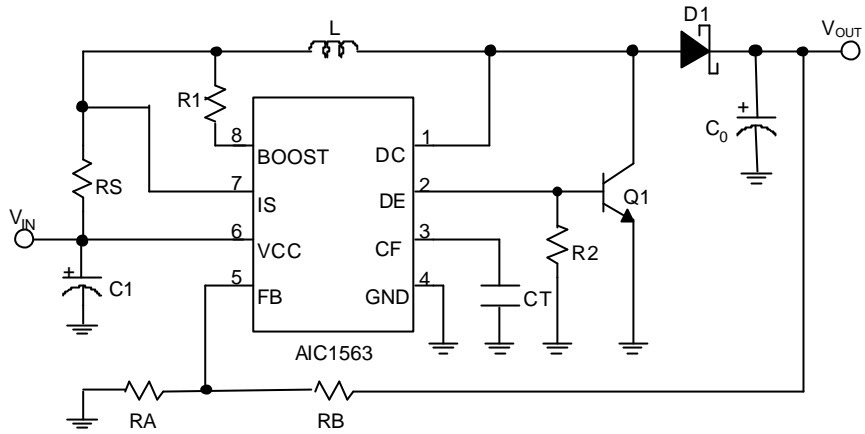 D1
L
VOUT
R1
8
BOOST
DC
1
C0
+
RS
7
IS
DE
2
Q1
VIN
6
VCC
CF
3
R2
+
C1
5
FB
GND
4
CT
AIC1563
RA
RB